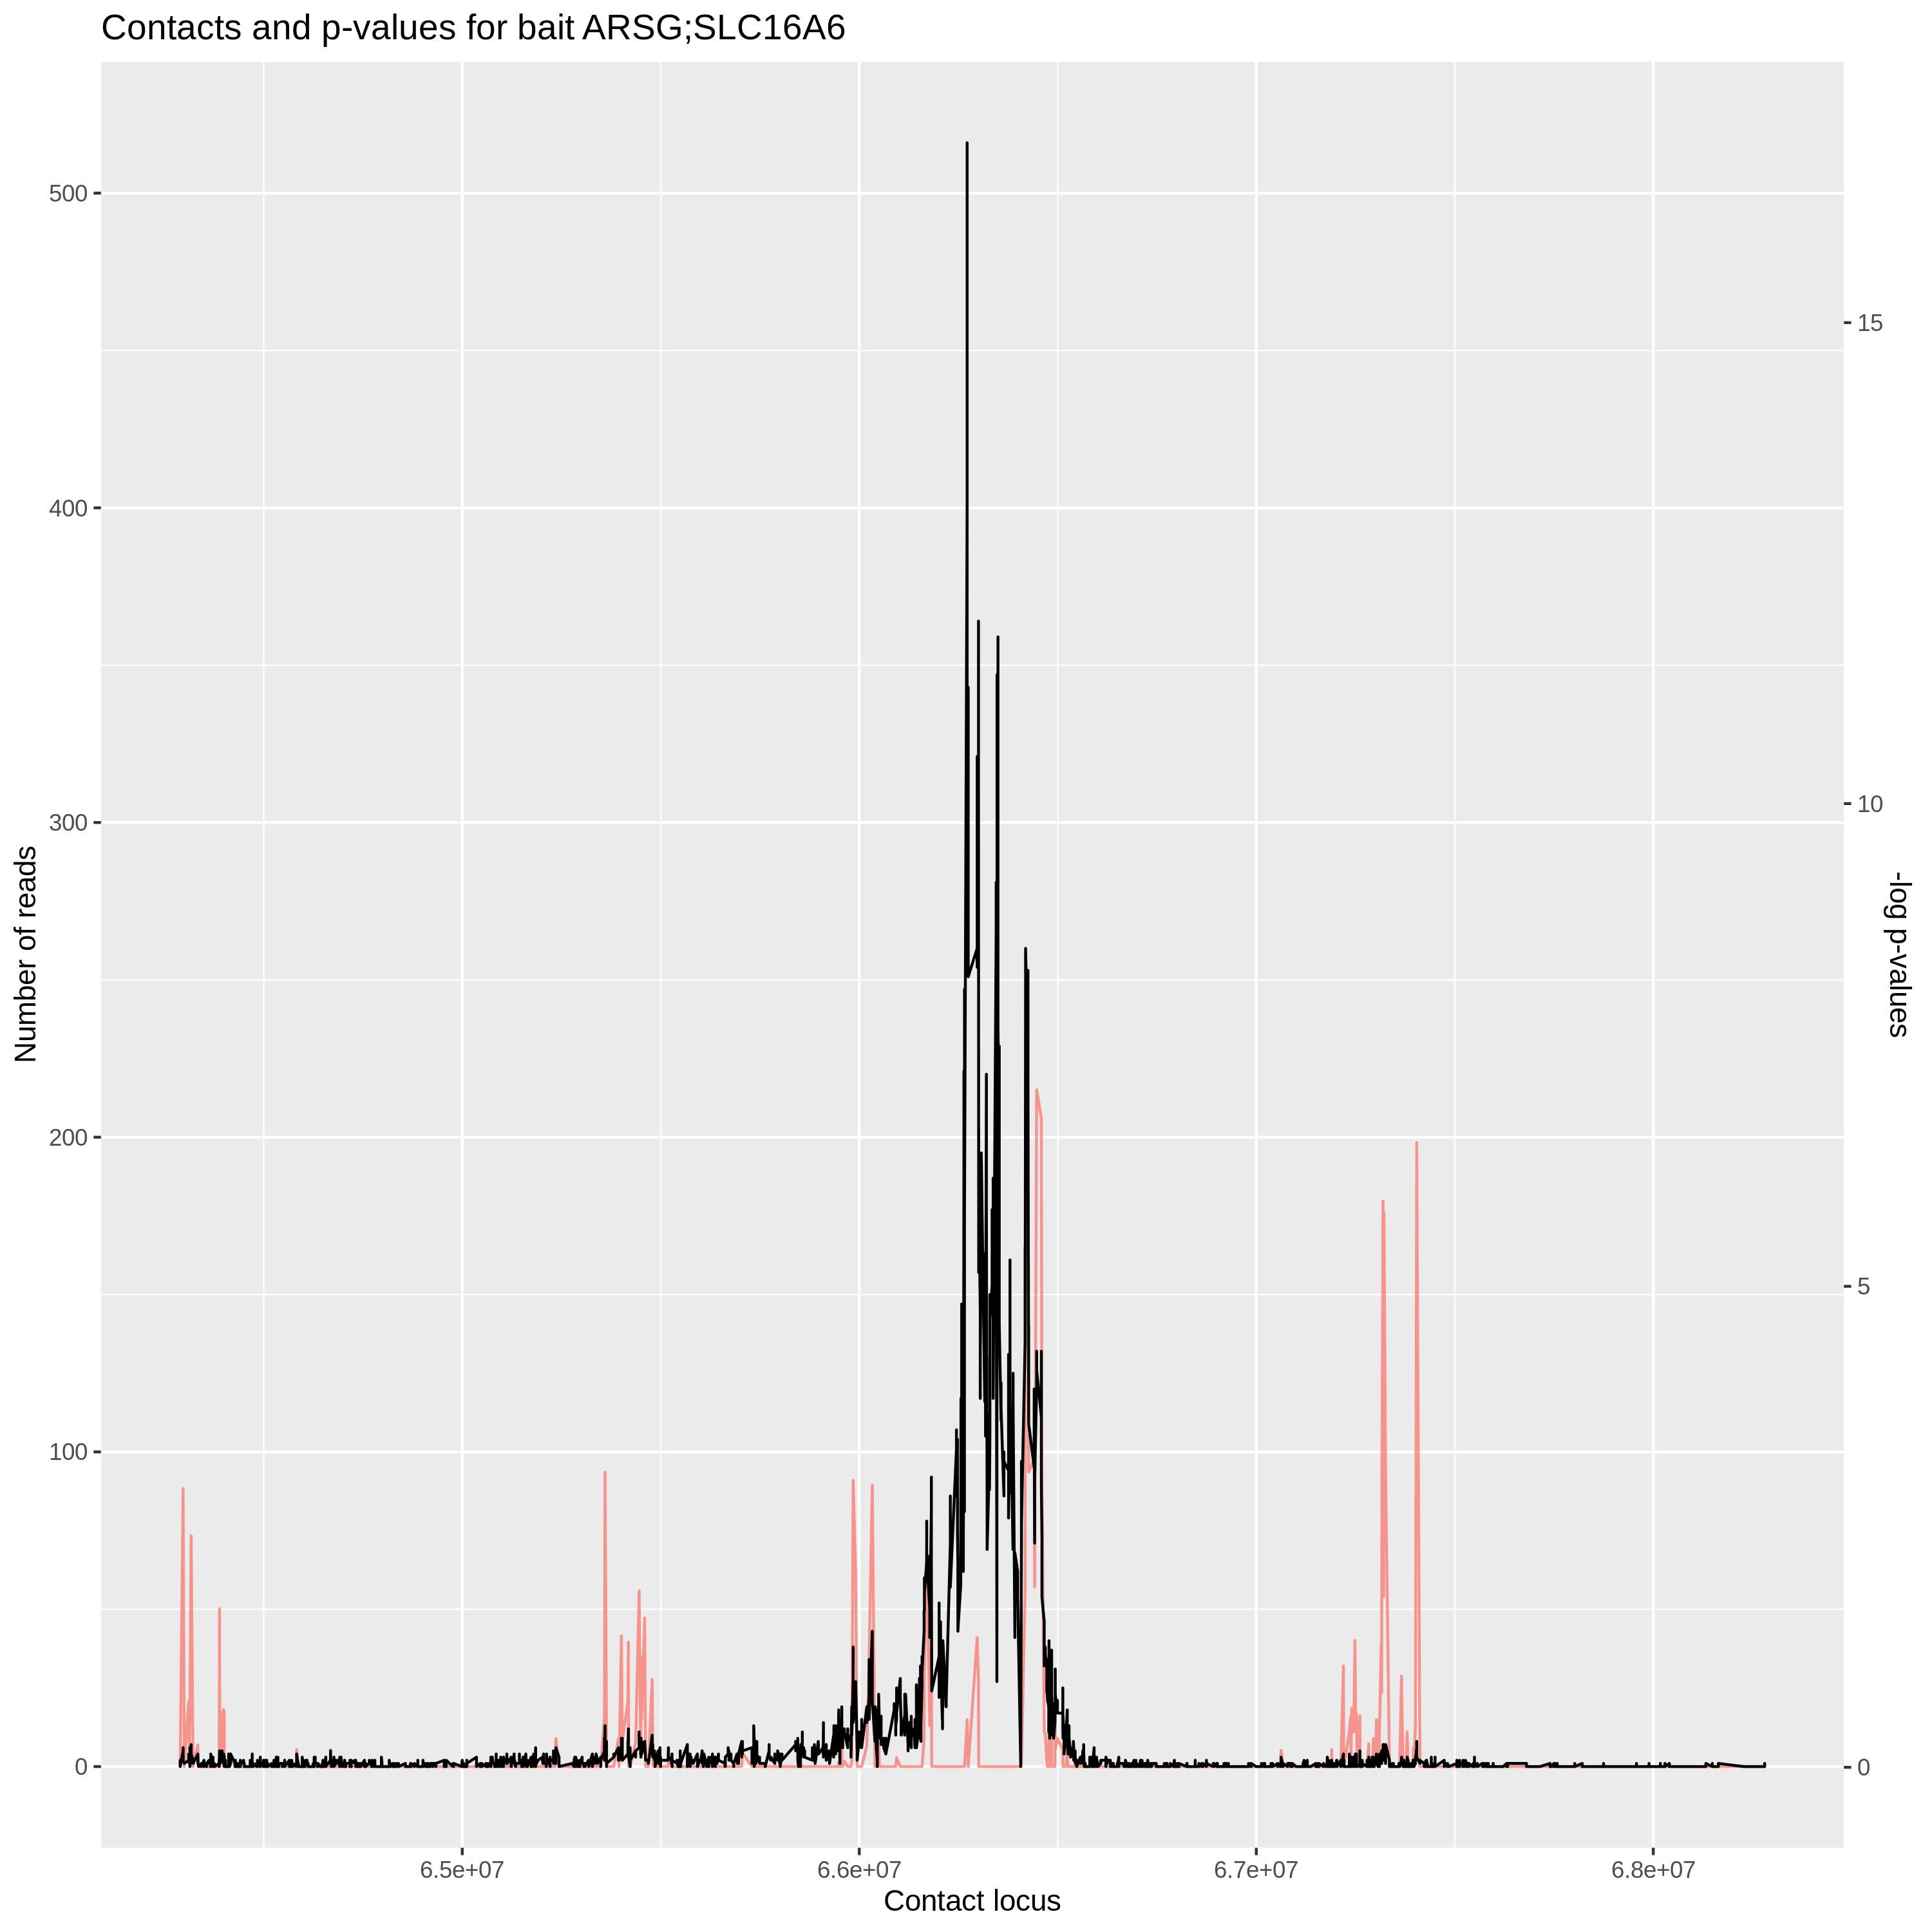 Contacts and p-values for bait ARSG;SLC16A6
500
400
300
200
100
0
Number of reads
15
10
5
0
-log p-values
6.5e+07 6.6e+07 6.7e+07 6.8e+07
Contact locus